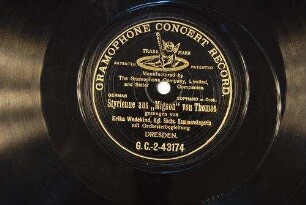 GRAMOPHONE CONCERT RECORD
TRADE MARK
PATENTED PATENTED
Manufactured by
The Gramophone Company, Limited,
and Sister Companies.
GERMAN SOPRANO m. Orch.
Styrienne aus „Mignon" von Thomas
gesungen von
Erika Wedekind, Kgl. Sächs. Kammersängerin
mit Orchesterbegleitung
DRESDEN.
G.C.-2-43174